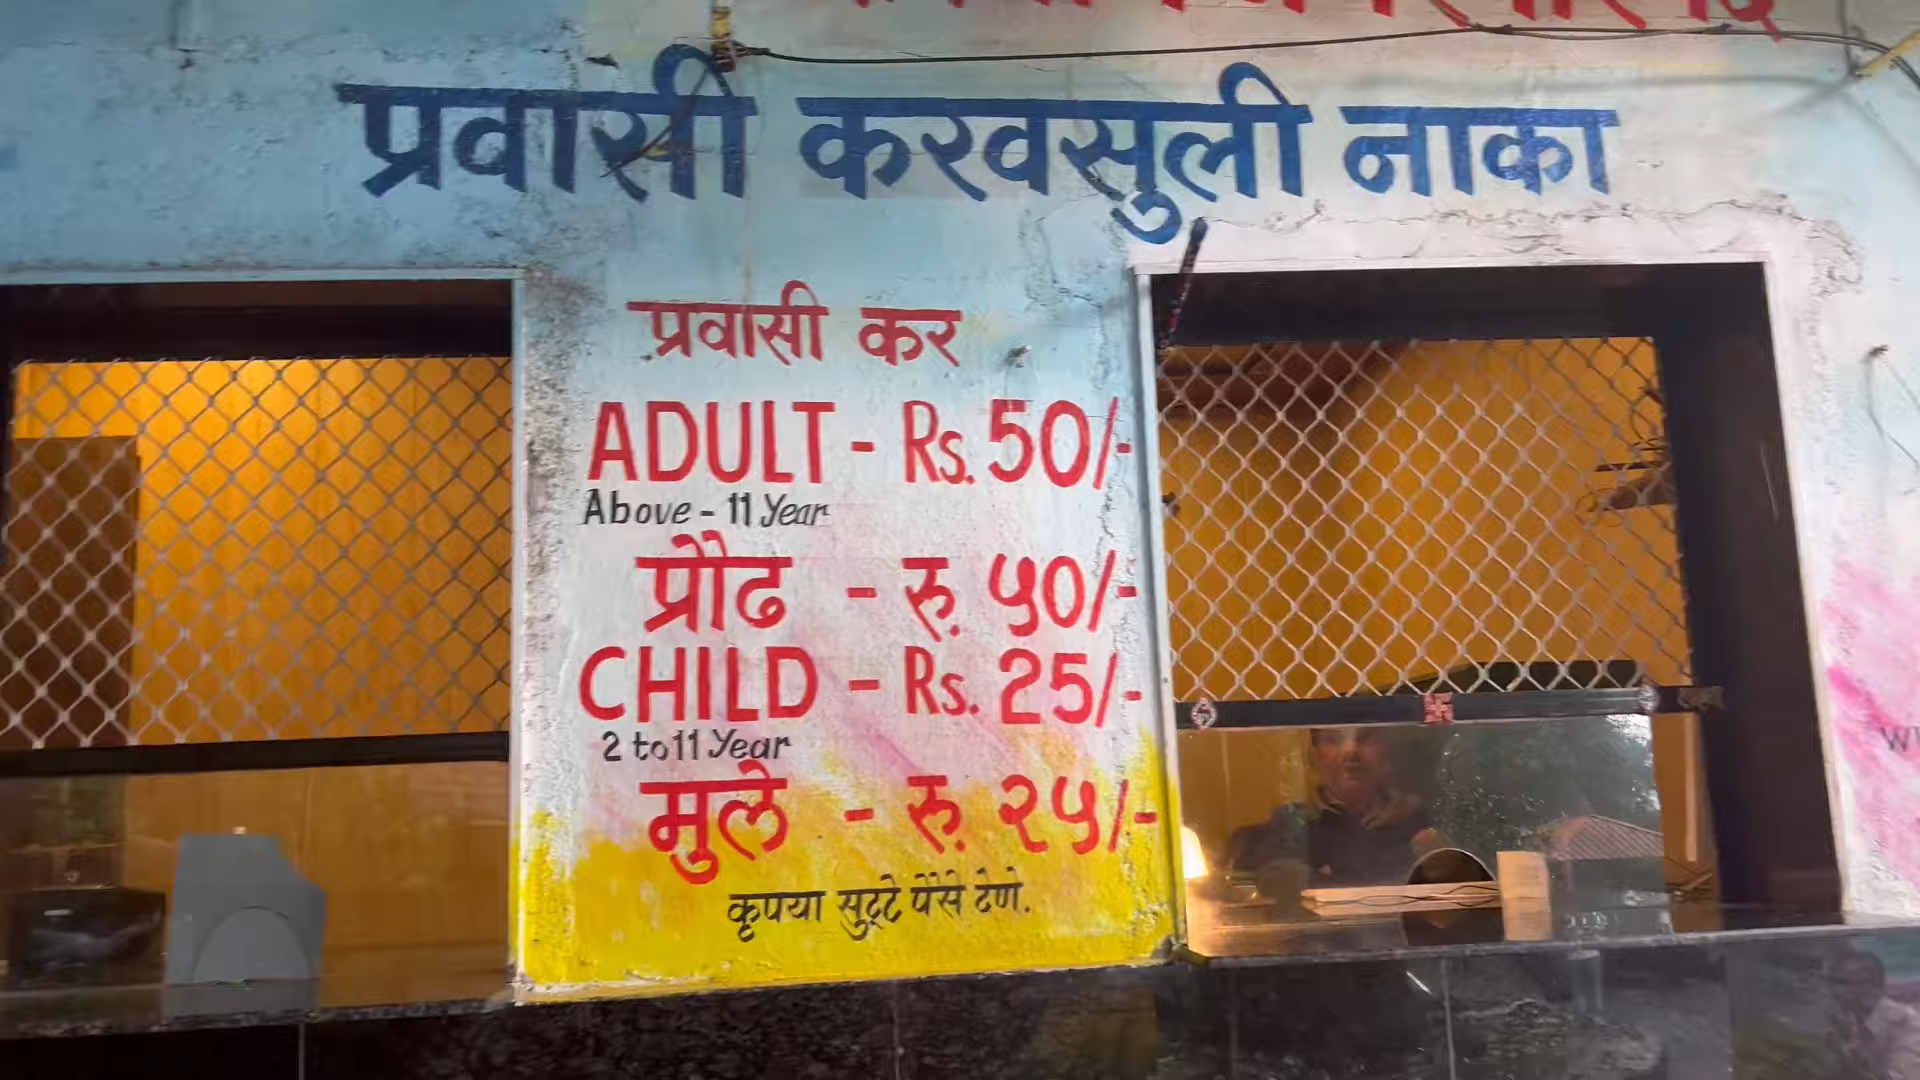 प्रवासी करवसुली नाका
प्रवासी कर
ADULT - Rs. 50/-
Above - 11 Year
प्रौढ - रु. ५०/-
CHILD - Rs. 25/-
2 to 11 Year
मुले - रु. २५/-
कृपया सुट्टे पैसे देणे.